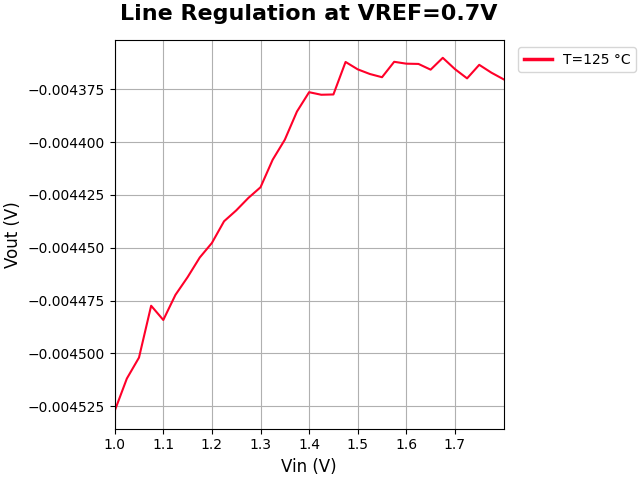 Line Regulation at VREF=0.7V
T=125 °C
Vout (V)
−0.004375
−0.004400
−0.004425
−0.004450
−0.004475
−0.004500
−0.004525
1.0 1.1 1.2 1.3 1.4 1.5 1.6 1.7
Vin (V)